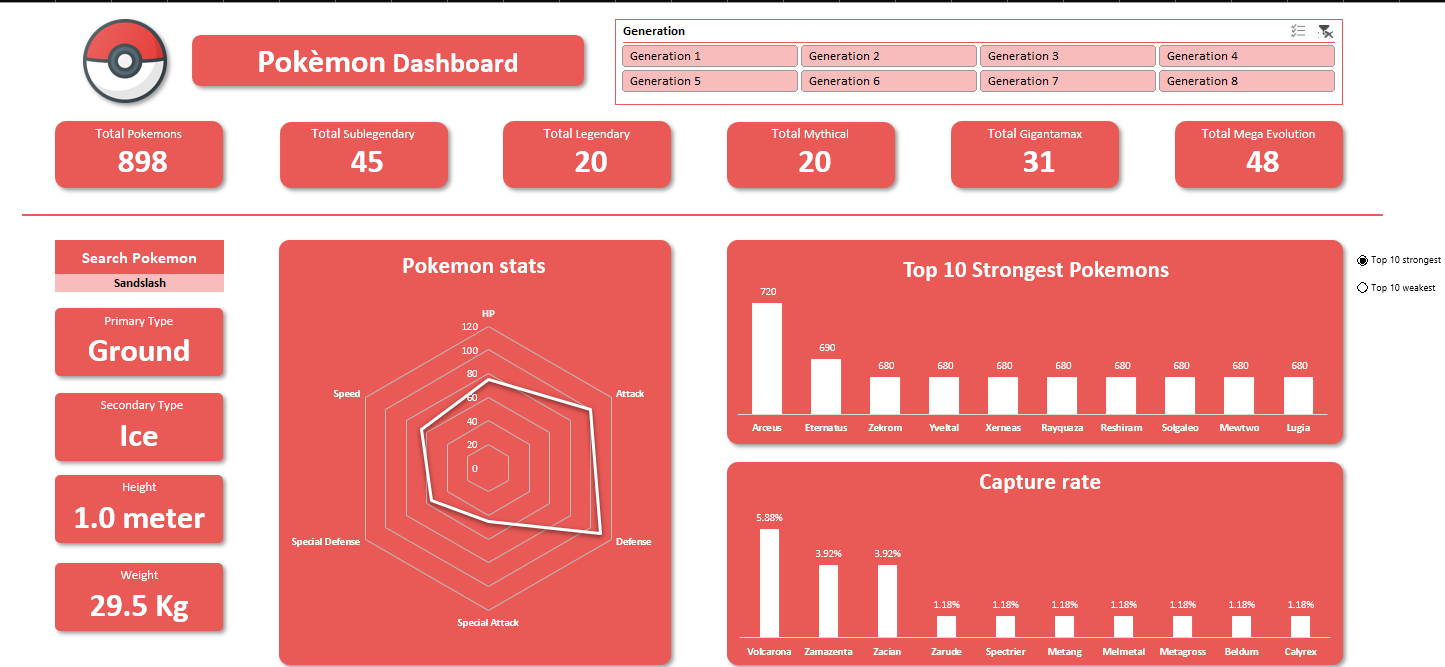 Pokèmon Dashboard
Generation
Generation 1 Generation 2 Generation 3 Generation 4
Generation 5 Generation 6 Generation 7 Generation 8
Total Pokemons
898
Total Sublegendary
45
Total Legendary
20
Total Mythical
20
Total Gigantamax
31
Total Mega Evolution
48
Search Pokemon
Sandslash
Primary Type
Ground
Secondary Type
Ice
Height
1.0 meter
Weight
29.5 Kg
Pokemon stats
HP
120
100
80
60
40
20
0
Speed
Attack
Special Defense
Defense
Special Attack
Top 10 Strongest Pokemons
720 690 680 680 680 680 680 680 680 680
Arceus Eternatus Zekrom Yveltal Xerneas Rayquaza Reshiram Solgaleo Mewtwo Lugia
Top 10 strongest
Top 10 weakest
Capture rate
5.88% 3.92% 3.92% 1.18% 1.18% 1.18% 1.18% 1.18% 1.18% 1.18%
Volcarona Zamazenta Zacian Zarude Spectrier Metang Melmetal Metagross Beldum Calyrex